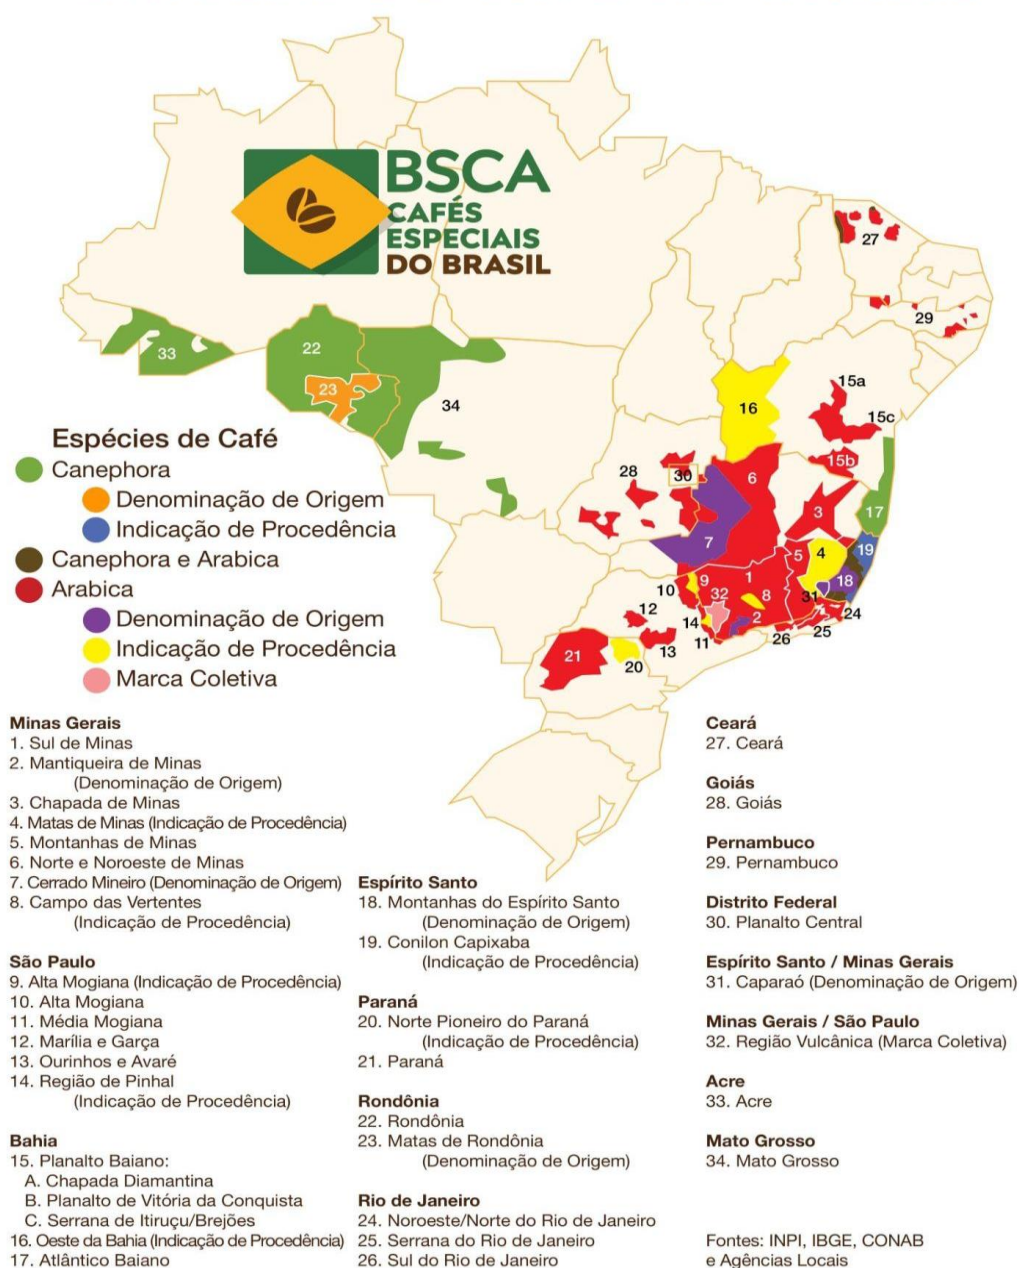 BSCA
CAFÉS
ESPECIAIS
DO BRASIL
27
29
33
22
23
34
16
15a
15c
15b
28
30
6
3
17
7
5
4
19
18
31
10
9
1
32
8
2
24
12
14
11
26
25
21
20
13
Espécies de Café
Canephora
Denominação de Origem
Indicação de Procedência
Canephora e Arabica
Arabica
Denominação de Origem
Indicação de Procedência
Marca Coletiva
Minas Gerais
1. Sul de Minas
2. Mantiqueira de Minas
(Denominação de Origem)
3. Chapada de Minas
4. Matas de Minas (Indicação de Procedência)
5. Montanhas de Minas
6. Norte e Noroeste de Minas
7. Cerrado Mineiro (Denominação de Origem)
8. Campo das Vertentes
(Indicação de Procedência)
São Paulo
9. Alta Mogiana (Indicação de Procedência)
10. Alta Mogiana
11. Média Mogiana
12. Marília e Garça
13. Ourinhos e Avaré
14. Região de Pinhal
(Indicação de Procedência)
Bahia
15. Planalto Baiano:
A. Chapada Diamantina
B. Planalto de Vitória da Conquista
C. Serrana de Itiruçu/Brejões
16. Oeste da Bahia (Indicação de Procedência)
17. Atlântico Baiano
Espírito Santo
18. Montanhas do Espírito Santo
(Denominação de Origem)
19. Conilon Capixaba
(Indicação de Procedência)
Paraná
20. Norte Pioneiro do Paraná
(Indicação de Procedência)
21. Paraná
Rondônia
22. Rondônia
23. Matas de Rondônia
(Denominação de Origem)
Rio de Janeiro
24. Noroeste/Norte do Rio de Janeiro
25. Serrana do Rio de Janeiro
26. Sul do Rio de Janeiro
Ceará
27. Ceará
Goiás
28. Goiás
Pernambuco
29. Pernambuco
Distrito Federal
30. Planalto Central
Espírito Santo / Minas Gerais
31. Caparaó (Denominação de Origem)
Minas Gerais / São Paulo
32. Região Vulcânica (Marca Coletiva)
Acre
33. Acre
Mato Grosso
34. Mato Grosso
Fontes: INPI, IBGE, CONAB
e Agências Locais